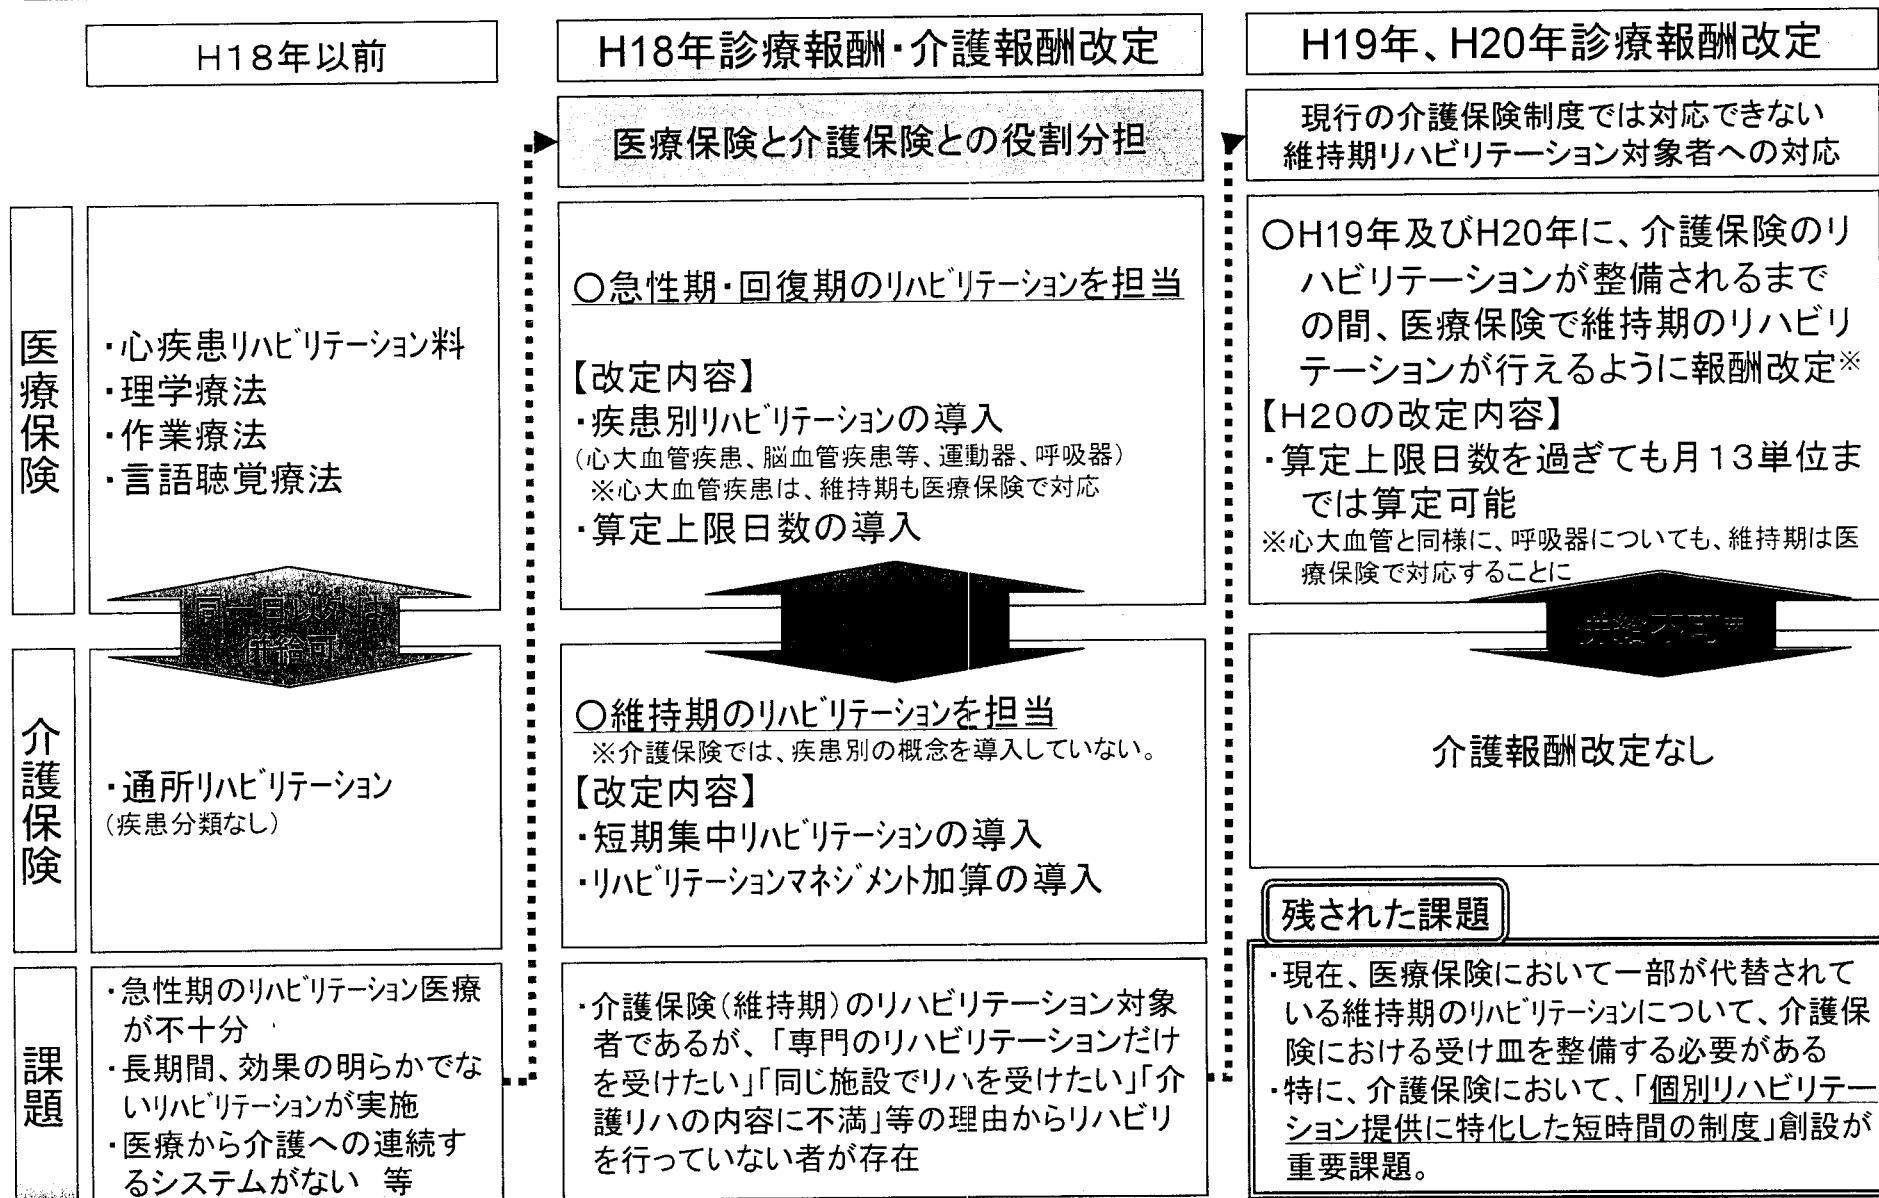 H18年以前
H18年診療報酬・介護報酬改定
H19年、H20年診療報酬改定
医療保険と介護保険との役割分担
現行の介護保険制度では対応できない
維持期リハビリテーション対象者への対応
医療保険
・心疾患リハビリテーション料
・理学療法
・作業療法
・言語聴覚療法
○急性期・回復期のリハビリテーションを担当
【改定内容】
・疾患別リハビリテーションの導入
(心大血管疾患、脳血管疾患等、運動器、呼吸器)
※心大血管疾患は、維持期も医療保険で対応
・算定上限日数の導入
○H19年及びH20年に、介護保険のリ
ハビリテーションが整備されるまで
の間、医療保険で維持期のリハビリ
テーションが行えるように報酬改定※
【H20の改定内容】
・算定上限日数を過ぎても月13単位ま
では算定可能
※心大血管と同様に、呼吸器についても、維持期は医
療保険で対応することに
同一日以外は
併給可
併給不可※
介護保険
・通所リハビリテーション
(疾患分類なし)
○維持期のリハビリテーションを担当
※介護保険では、疾患別の概念を導入していない。
【改定内容】
・短期集中リハビリテーションの導入
・リハビリテーションマネジメント加算の導入
介護報酬改定なし
課題
・急性期のリハビリテーション医療
が不十分
・長期間、効果の明らかでな
いリハビリテーションが実施
・医療から介護への連続す
るシステムがない 等
・介護保険(維持期)のリハビリテーション対象
者であるが、「専門のリハビリテーションだけ
を受けたい」「同じ施設でリハを受けたい」「介
護リハの内容に不満」等の理由からリハビリ
を行っていない者が存在
残された課題
・現在、医療保険において一部が代替されて
いる維持期のリハビリテーションについて、介護保
険における受け皿を整備する必要がある
・特に、介護保険において、「個別リハビリテー
ション提供に特化した短時間の制度」創設が
重要課題。